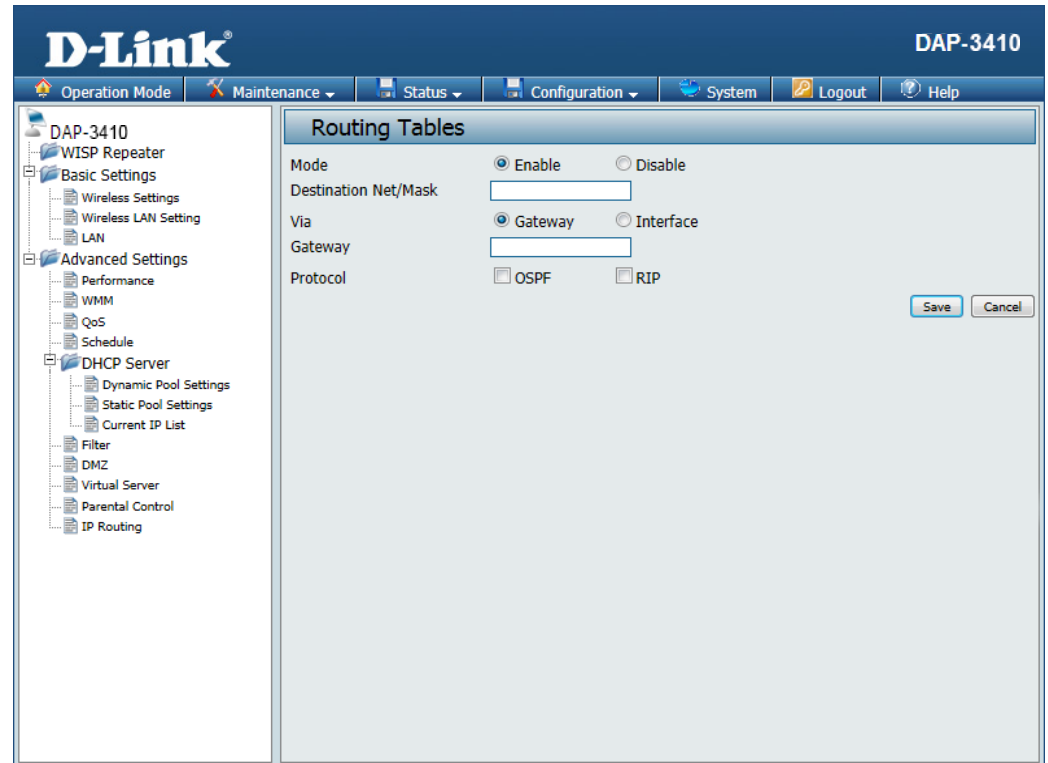 D-Link®
DAP-3410
Operation Mode Maintenance Status Configuration System Logout Help
DAP-3410
WISP Repeater
Basic Settings
Wireless Settings
Wireless LAN Setting
LAN
Advanced Settings
Performance
WMM
QoS
Schedule
DHCP Server
Dynamic Pool Settings
Static Pool Settings
Current IP List
Filter
DMZ
Virtual Server
Parental Control
IP Routing
Routing Tables
Mode Enable Disable
Destination Net/Mask
Via Gateway Interface
Gateway
Protocol OSPF RIP
Save Cancel